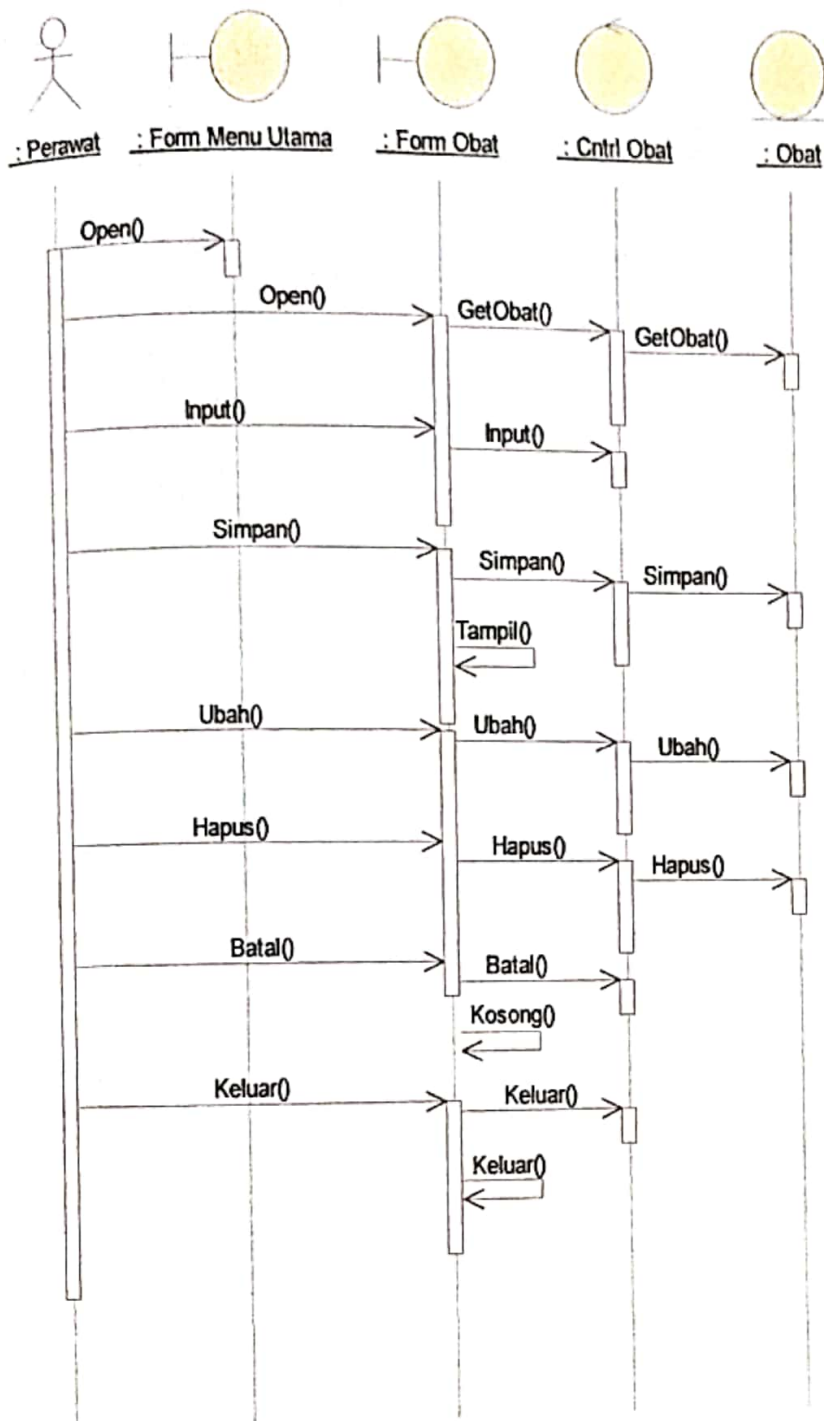 : Perawat
: Form Menu Utama
: Form Obat
: Cntrl Obat
: Obat
Open()
Open()
GetObat()
GetObat()
Input()
Input()
Simpan()
Simpan()
Simpan()
Tampil()
Ubah()
Ubah()
Ubah()
Hapus()
Hapus()
Hapus()
Batal()
Batal()
Kosong()
Keluar()
Keluar()
Keluar()